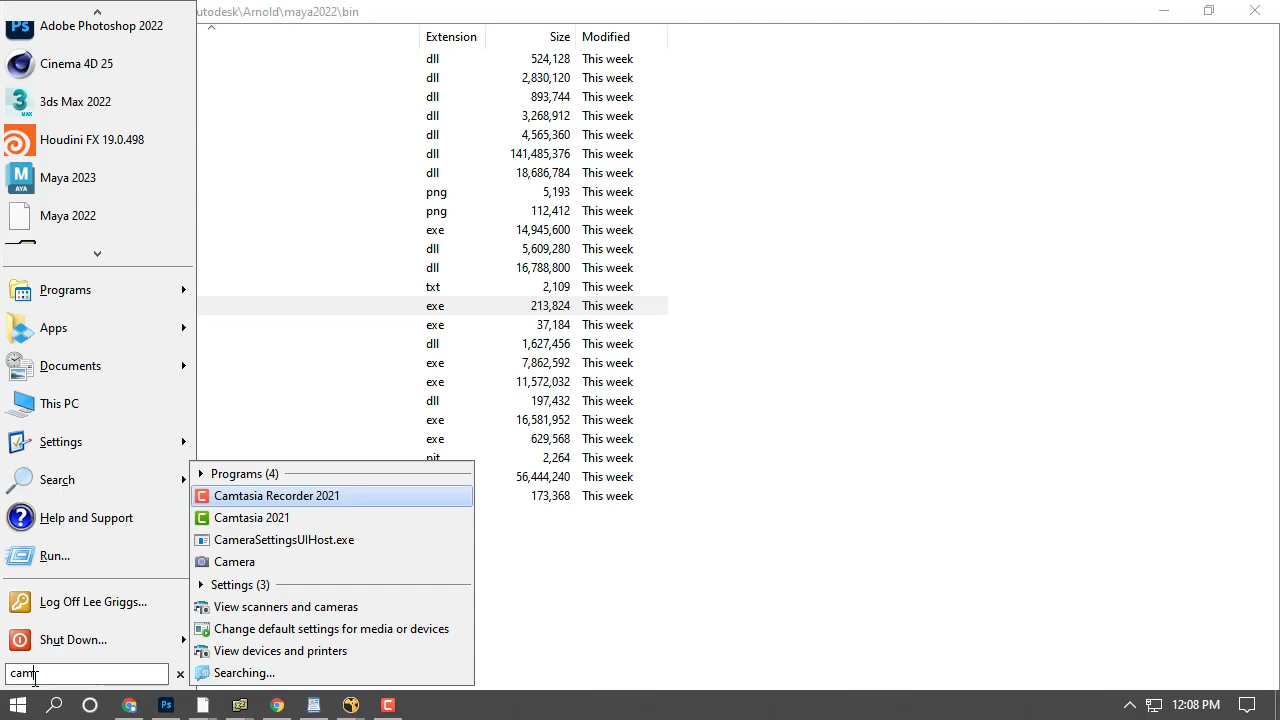 utodesk\Arnold\maya2022\bin
Extension Size Modified
dll 524,128 This week
dll 2,830,120 This week
dll 893,744 This week
dll 3,268,912 This week
dll 4,565,360 This week
dll 141,485,376 This week
dll 18,686,784 This week
png 5,193 This week
png 112,412 This week
exe 14,945,600 This week
dll 5,609,280 This week
dll 16,788,800 This week
txt 2,109 This week
exe 213,824 This week
exe 37,184 This week
dll 1,627,456 This week
exe 7,862,592 This week
exe 11,572,032 This week
dll 197,432 This week
exe 16,581,952 This week
exe 629,568 This week
2,264 This week
56,444,240 This week
173,368 This week
Ps Adobe Photoshop 2022
Cinema 4D 25
3 MAX 3ds Max 2022
Houdini FX 19.0.498
M AYA Maya 2023
Maya 2022
Programs
Apps
Documents
This PC
Settings
Search
Help and Support
Run...
Log Off Lee Griggs...
Shut Down...
cam
Programs (4)
Camtasia Recorder 2021
Camtasia 2021
CameraSettingsUIHost.exe
Camera
Settings (3)
View scanners and cameras
Change default settings for media or devices
View devices and printers
Searching...
Ps
12:08 PM